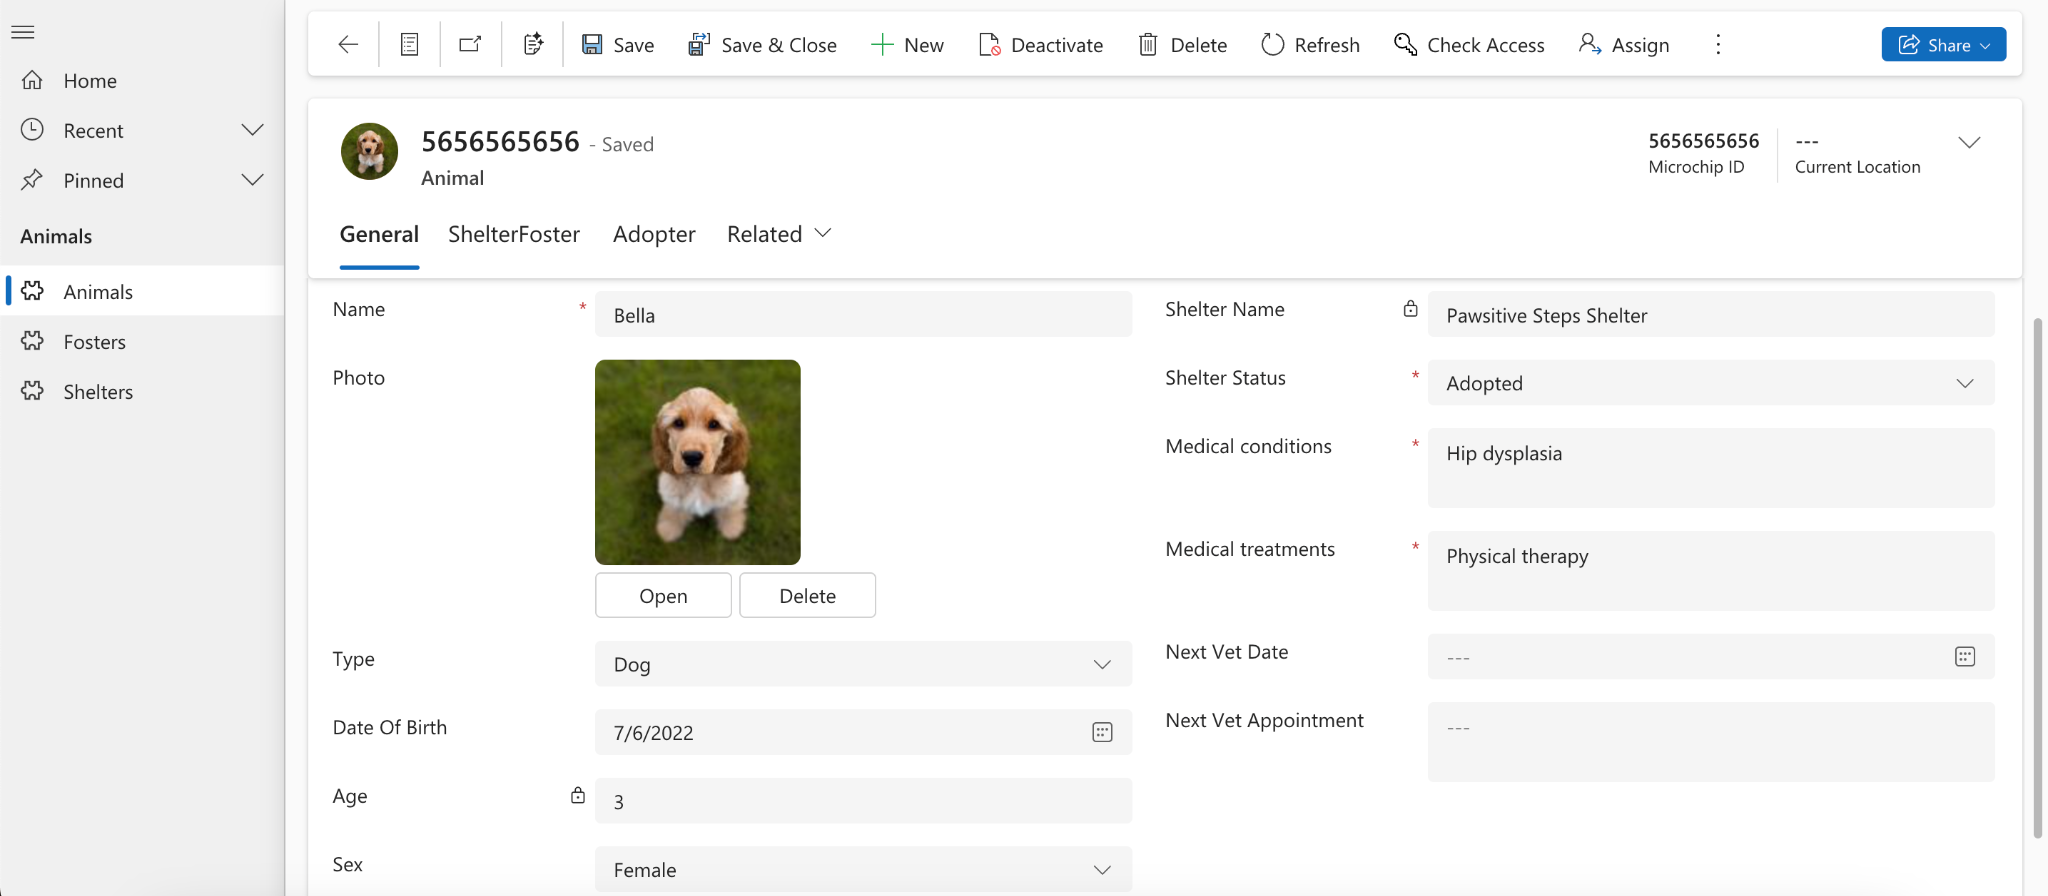 Home
Recent
Pinned
Animals
Animals
Fosters
Shelters
Save
Save & Close
New
Deactivate
Delete
Refresh
Check Access
Assign
Share
5656565656 - Saved
Animal
5656565656
Microchip ID
---
Current Location
General
ShelterFoster
Adopter
Related
Name *
Bella
Photo
Open
Delete
Type
Dog
Date Of Birth
7/6/2022
Age
3
Sex
Female
Shelter Name
Pawsitive Steps Shelter
Shelter Status *
Adopted
Medical conditions *
Hip dysplasia
Medical treatments *
Physical therapy
Next Vet Date
---
Next Vet Appointment
---